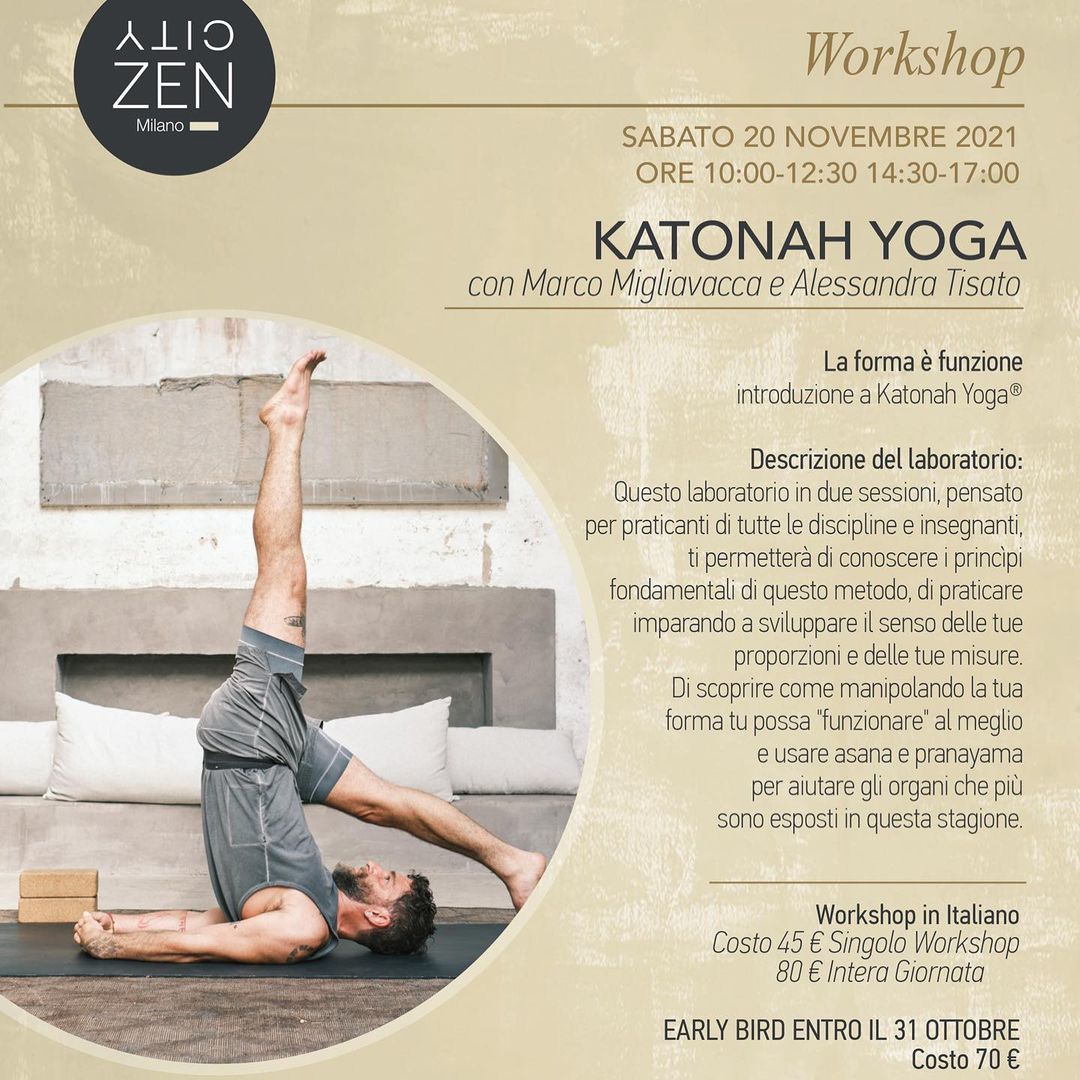 CITY
ZEN
Milano
Workshop
SABATO 20 NOVEMBRE 2021
ORE 10:00-12:30 14:30-17:00
KATONAH YOGA
con Marco Migliavacca e Alessandra Tisato
La forma è funzione
introduzione a Katonah Yoga®
Descrizione del laboratorio:
Questo laboratorio in due sessioni, pensato
per praticanti di tutte le discipline e insegnanti,
ti permetterà di conoscere i princìpi
fondamentali di questo metodo, di praticare
imparando a sviluppare il senso delle tue
proporzioni e delle tue misure.
Di scoprire come manipolando la tua
forma tu possa "funzionare" al meglio
e usare asana e pranayama
per aiutare gli organi che più
sono esposti in questa stagione.
Workshop in Italiano
Costo 45 € Singolo Workshop
80 € Intera Giornata
EARLY BIRD ENTRO IL 31 OTTOBRE
Costo 70 €